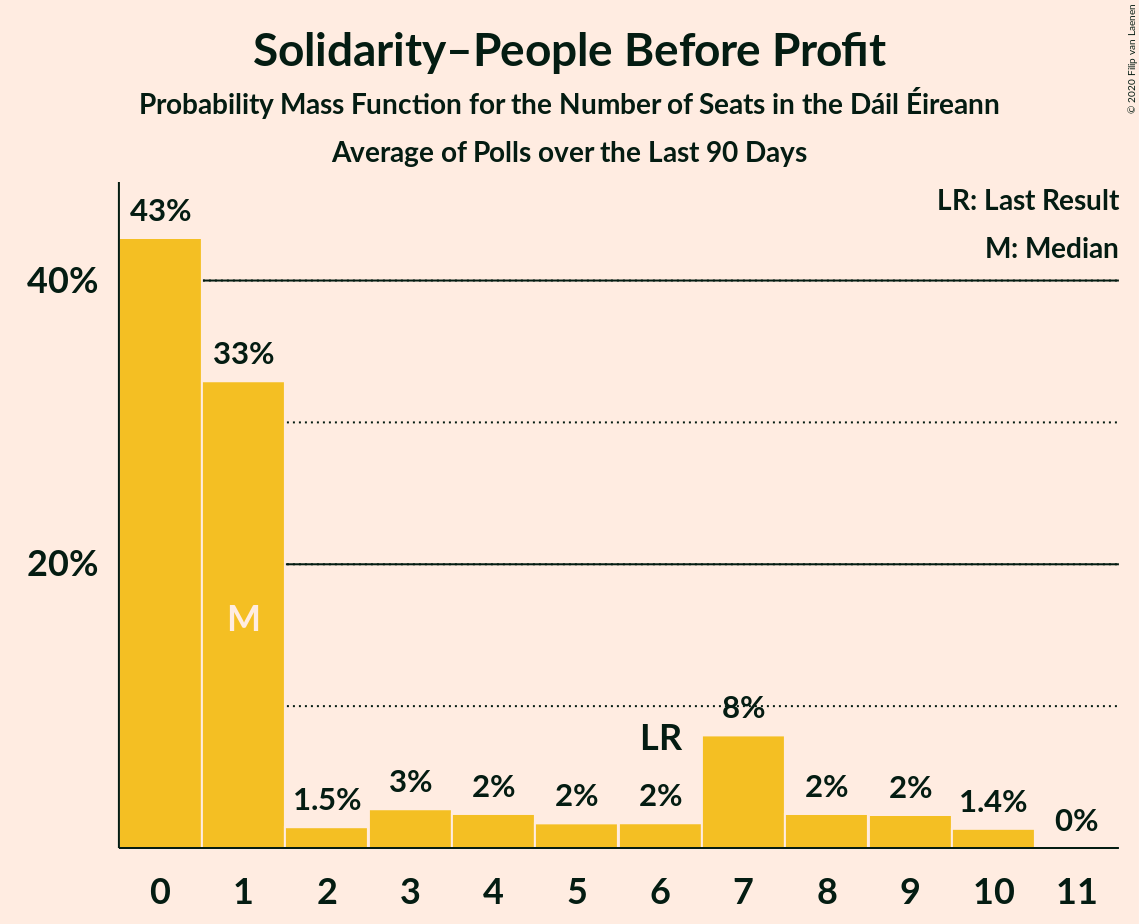 Solidarity–People Before Profit
Probability Mass Function for the Number of Seats in the Dáil Éireann
Average of Polls over the Last 90 Days
© 2020 Filip van Laenen
LR: Last Result
M: Median
43%
40%
33%
20%
M
8%
LR
1.5%
3%
2%
2%
2%
2%
2%
1.4%
0%
0 1 2 3 4 5 6 7 8 9 10 11